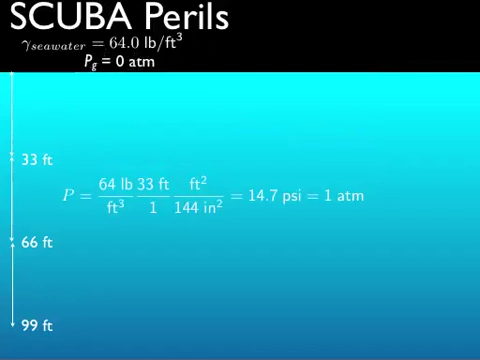 SCUBA Perils
γseawater = 64.0 lb/ft³
Pg = 0 atm
33 ft
P = 64 lb/ft³ 33 ft/1 ft²/144 in² = 14.7 psi = 1 atm
66 ft
99 ft